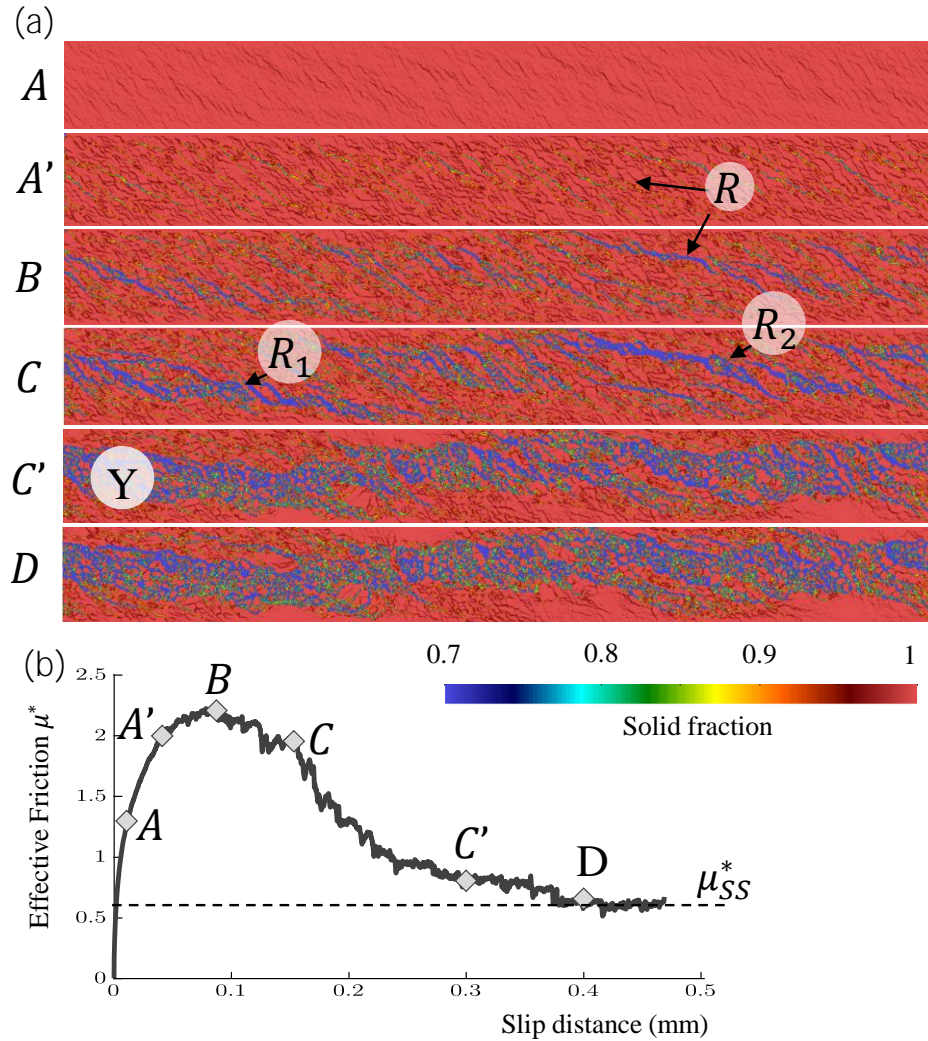 (a)
A
A’
R
B
R₁
R₂
C
C’
Y
D
0.7 0.8 0.9 1
Solid fraction
(b)
2.5
2
1.5
1
0.5
0
Effective Friction μ*
A
A’
B
C
C’
D
μ*SS
0 0.1 0.2 0.3 0.4 0.5
Slip distance (mm)